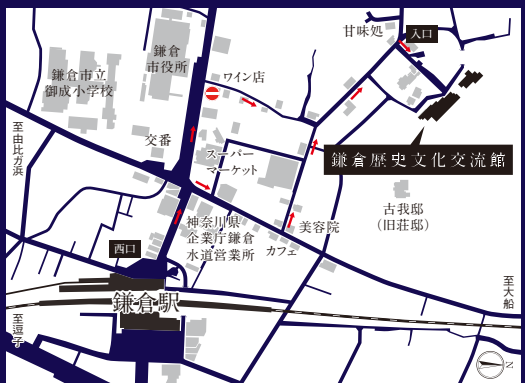 甘味処
入口
鎌倉
市役所
鎌倉市立
御成小学校
ワイン店
至由比ガ浜
交番
スーパー
マーケット
鎌倉歴史文化交流館
古我邸
（旧荘邸）
神奈川県
企業庁鎌倉
水道営業所
美容院
カフェ
西口
鎌倉駅
至大船
至逗子
N